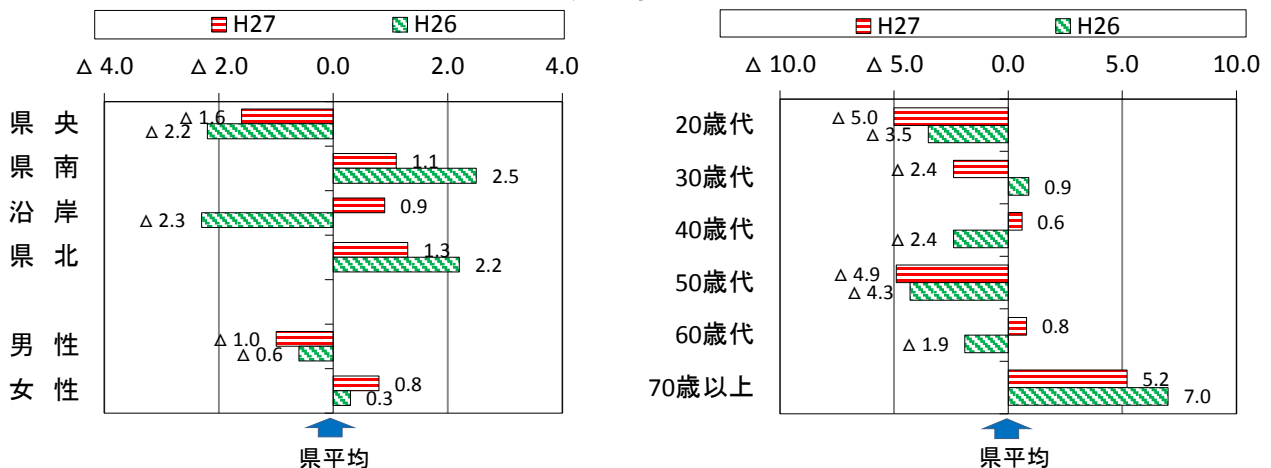 H27 H26
△ 4.0 △ 2.0 0.0 2.0 4.0
県 央 △ 1.6
△ 2.2
県 南 1.1
2.5
沿 岸 0.9
△ 2.3
県 北 1.3
2.2
男 性 △ 1.0
△ 0.6
女 性 0.8
0.3
県平均
H27 H26
△ 10.0 △ 5.0 0.0 5.0 10.0
20歳代 △ 5.0
△ 3.5
30歳代 △ 2.4
0.9
40歳代 0.6
△ 2.4
50歳代 △ 4.9
△ 4.3
60歳代 0.8
△ 1.9
70歳以上 5.2
7.0
県平均